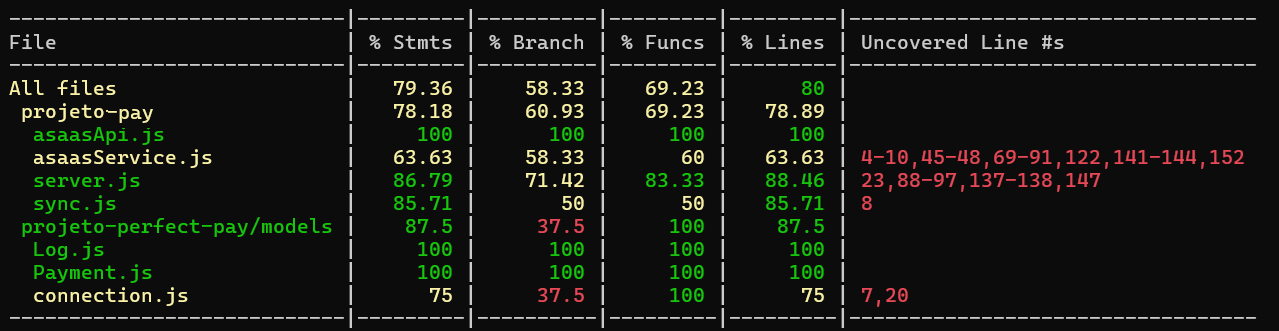 File | % Stmts | % Branch | % Funcs | % Lines | Uncovered Line #s
All files | 79.36 | 58.33 | 69.23 | 80 |
projeto-pay | 78.18 | 60.93 | 69.23 | 78.89 |
asaasApi.js | 100 | 100 | 100 | 100 |
asaasService.js | 63.63 | 58.33 | 60 | 63.63 | 4-10,45-48,69-91,122,141-144,152
server.js | 86.79 | 71.42 | 83.33 | 88.46 | 23,88-97,137-138,147
sync.js | 85.71 | 50 | 50 | 85.71 | 8
projeto-perfect-pay/models | 87.5 | 37.5 | 100 | 87.5 |
Log.js | 100 | 100 | 100 | 100 |
Payment.js | 100 | 100 | 100 | 100 |
connection.js | 75 | 37.5 | 100 | 75 | 7,20